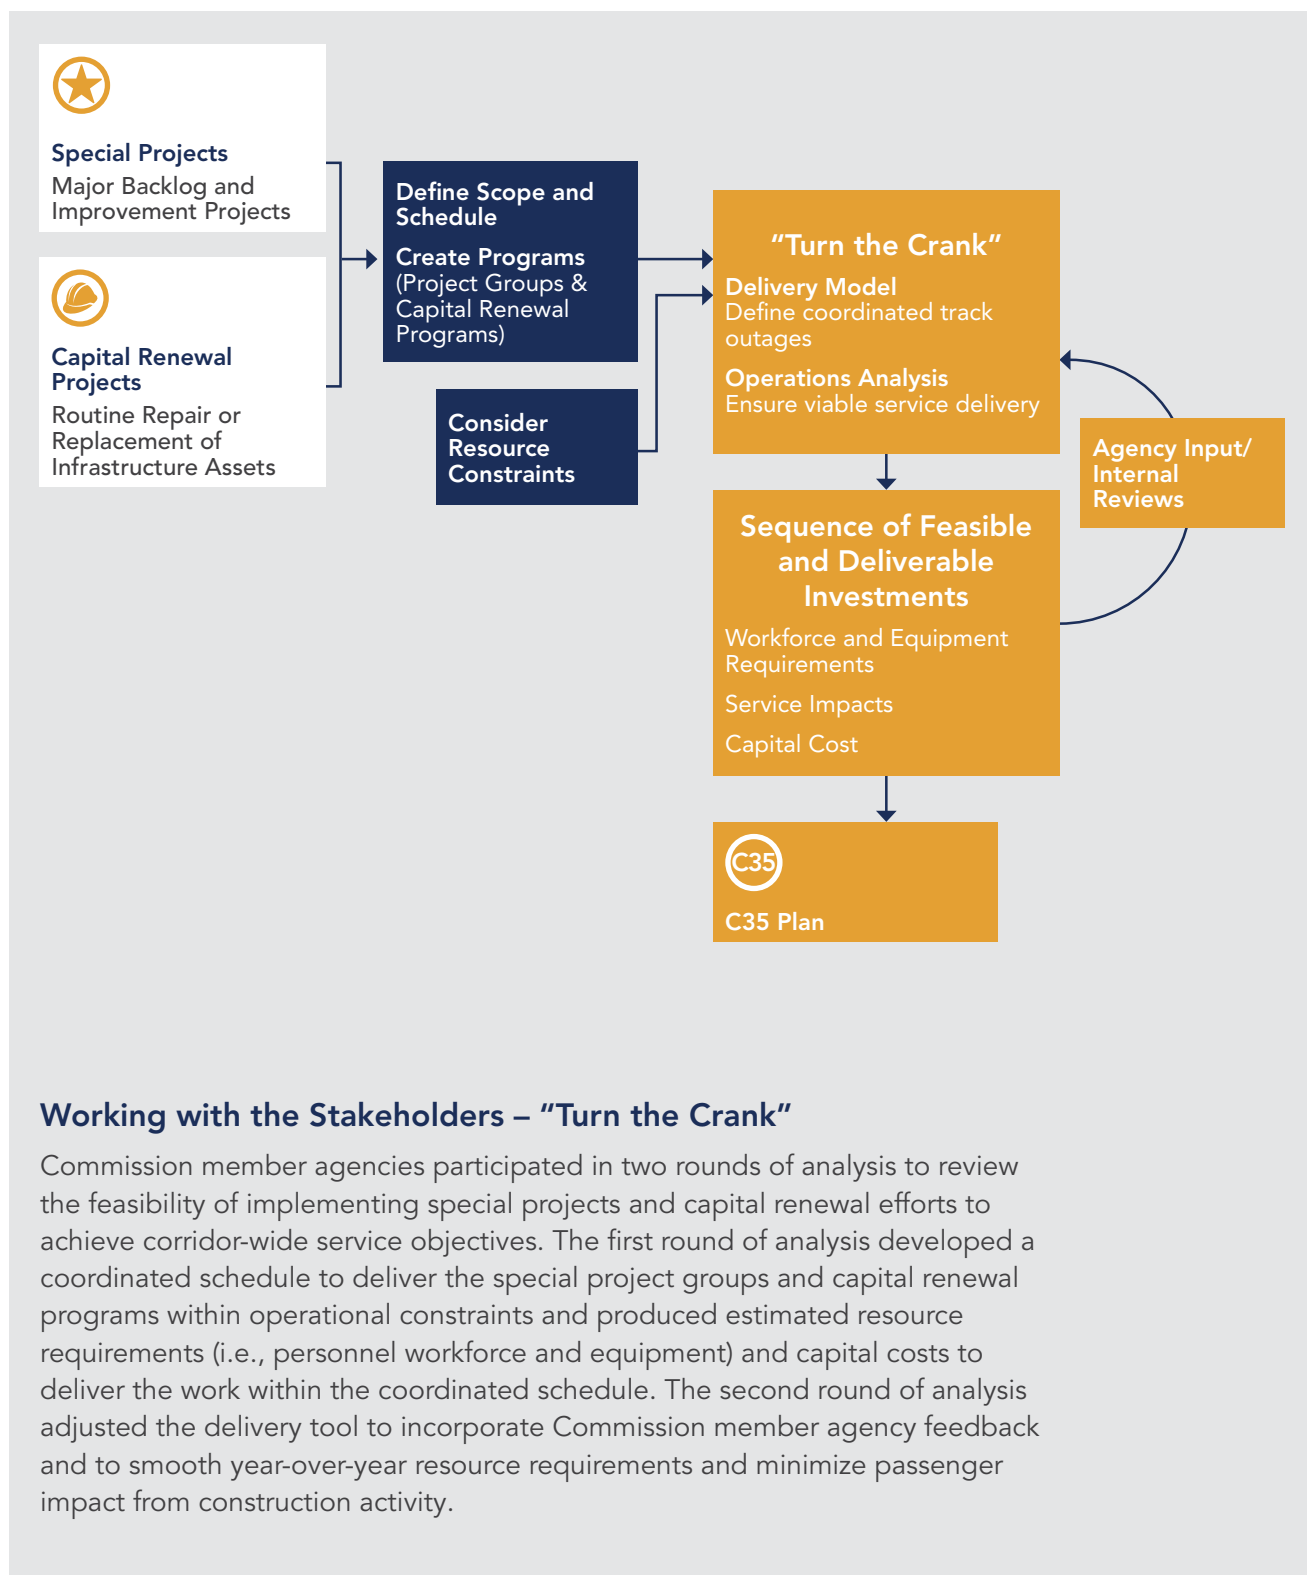 Special Projects
Major Backlog and
Improvement Projects
Capital Renewal
Projects
Routine Repair or
Replacement of
Infrastructure Assets
Define Scope and
Schedule
Create Programs
(Project Groups &
Capital Renewal
Programs)
Consider
Resource
Constraints
“Turn the Crank”
Delivery Model
Define coordinated track
outages
Operations Analysis
Ensure viable service delivery
Agency Input/
Internal
Reviews
Sequence of Feasible
and Deliverable
Investments
Workforce and Equipment
Requirements
Service Impacts
Capital Cost
C35
C35 Plan
Working with the Stakeholders – “Turn the Crank”
Commission member agencies participated in two rounds of analysis to review
the feasibility of implementing special projects and capital renewal efforts to
achieve corridor-wide service objectives. The first round of analysis developed a
coordinated schedule to deliver the special project groups and capital renewal
programs within operational constraints and produced estimated resource
requirements (i.e., personnel workforce and equipment) and capital costs to
deliver the work within the coordinated schedule. The second round of analysis
adjusted the delivery tool to incorporate Commission member agency feedback
and to smooth year-over-year resource requirements and minimize passenger
impact from construction activity.